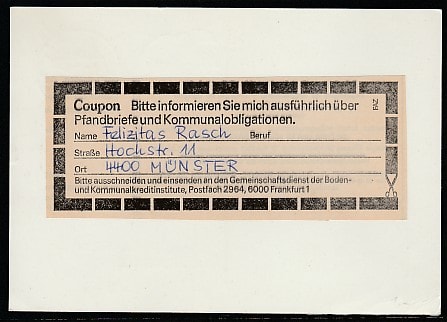 Coupon Bitte informieren Sie mich ausführlich über
Pfandbriefe und Kommunalobligationen.
FAZ
Name Felizitas Rasch Beruf
Straße Hochstr. 11
Ort 4400 MÜNSTER
Bitte ausschneiden und einsenden an den Gemeinschaftsdienst der Boden-
und Kommunalkreditinstitute, Postfach 2964, 6000 Frankfurt 1